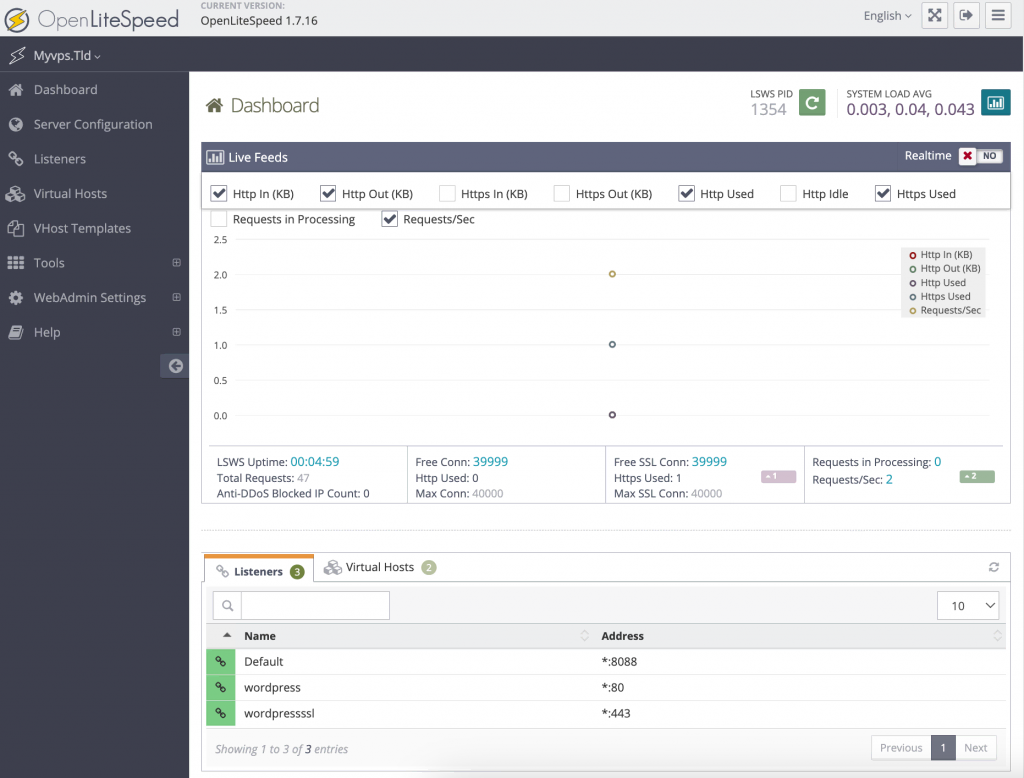 OpenLiteSpeed
CURRENT VERSION:
OpenLiteSpeed 1.7.16
English
Myvps.Tld
Dashboard
Server Configuration
Listeners
Virtual Hosts
VHost Templates
Tools
WebAdmin Settings
Help
Dashboard
LSWS PID
1354
SYSTEM LOAD AVG
0.003, 0.04, 0.043
Live Feeds
Realtime NO
Http In (KB) Http Out (KB) Https In (KB) Https Out (KB) Http Used Http Idle Https Used
Requests in Processing Requests/Sec
2.5
2.0
1.5
1.0
0.5
0.0
Http In (KB)
Http Out (KB)
Http Used
Https Used
Requests/Sec
LSWS Uptime: 00:04:59
Total Requests: 47
Anti-DDoS Blocked IP Count: 0
Free Conn: 39999
Http Used: 0
Max Conn: 40000
Free SSL Conn: 39999
Https Used: 1
Max SSL Conn: 40000
1
Requests in Processing: 0
Requests/Sec: 2
2
Listeners 3
Virtual Hosts 2
10
Name Address
Default *:8088
wordpress *:80
wordpressssl *:443
Showing 1 to 3 of 3 entries
Previous 1 Next